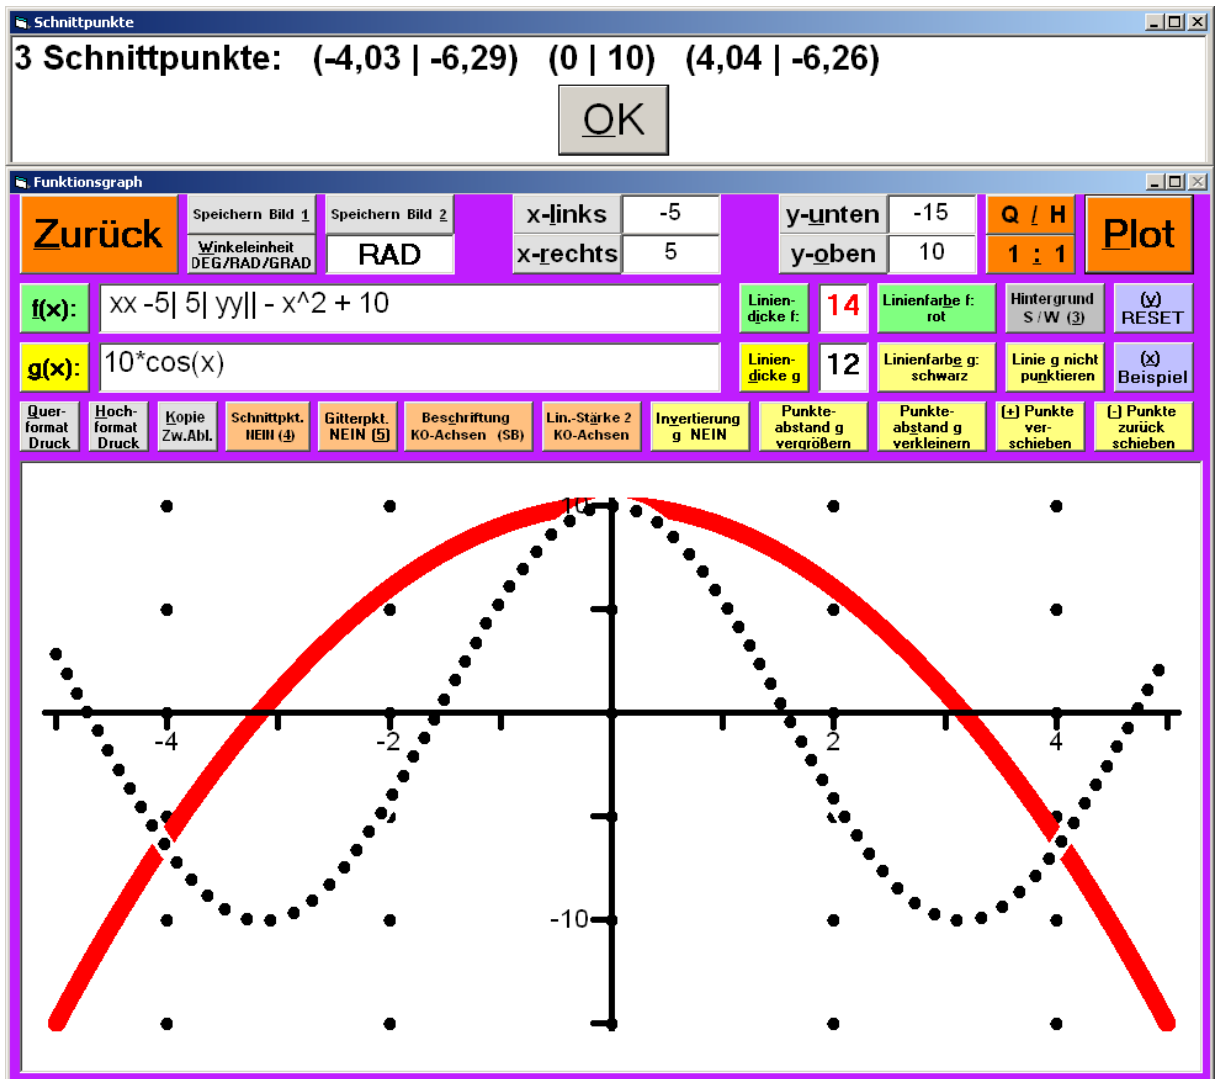 Schnittpunkte
3 Schnittpunkte: (-4,03 | -6,29) (0 | 10) (4,04 | -6,26)
OK
Funktionsgraph
Zurück
Speichern Bild 1
Speichern Bild 2
x-links
-5
y-unten
-15
Q / H
Plot
Winkeleinheit
DEG/RAD/GRAD
RAD
x-rechts
5
y-oben
10
1 : 1
f(x):
xx -5| 5| yy|| - x^2 + 10
Linien-
dicke f:
14
Linienfarbe f:
rot
Hintergrund
S / W (3)
(y)
RESET
g(x):
10*cos(x)
Linien-
dicke g
12
Linienfarbe g:
schwarz
Linie g nicht
punktieren
(x)
Beispiel
Quer-
format
Druck
Hoch-
format
Druck
Kopie
Zw.Abl.
Schnittpkt.
NEIN (4)
Gitterpkt.
NEIN (5)
Beschriftung
KO-Achsen (SB)
Lin.-Stärke 2
KO-Achsen
Invertierung
g NEIN
Punkte-
abstand g
vergrößern
Punkte-
abstand g
verkleinern
(+) Punkte
ver-
schieben
(-) Punkte
zurück
schieben
10
-4
-2
2
4
-10